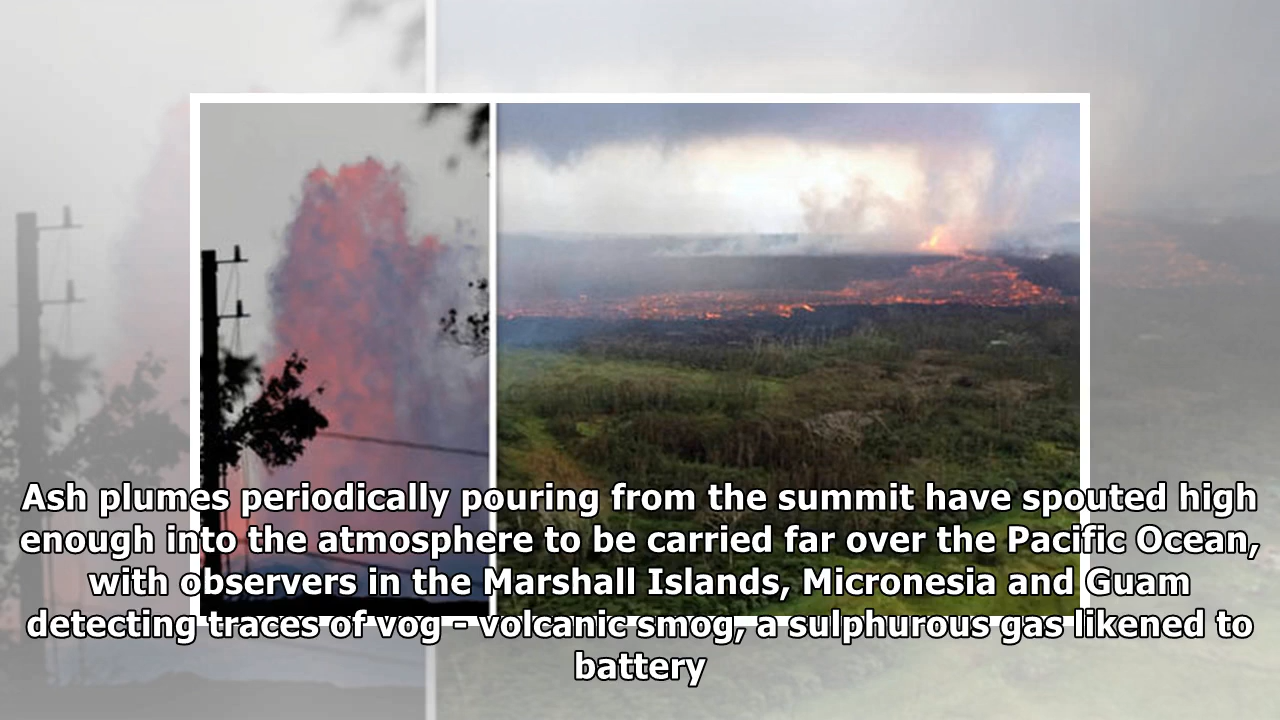 Ash plumes periodically pouring from the summit have spouted high
enough into the atmosphere to be carried far over the Pacific Ocean,
with observers in the Marshall Islands, Micronesia and Guam
detecting traces of vog - volcanic smog, a sulphurous gas likened to
battery